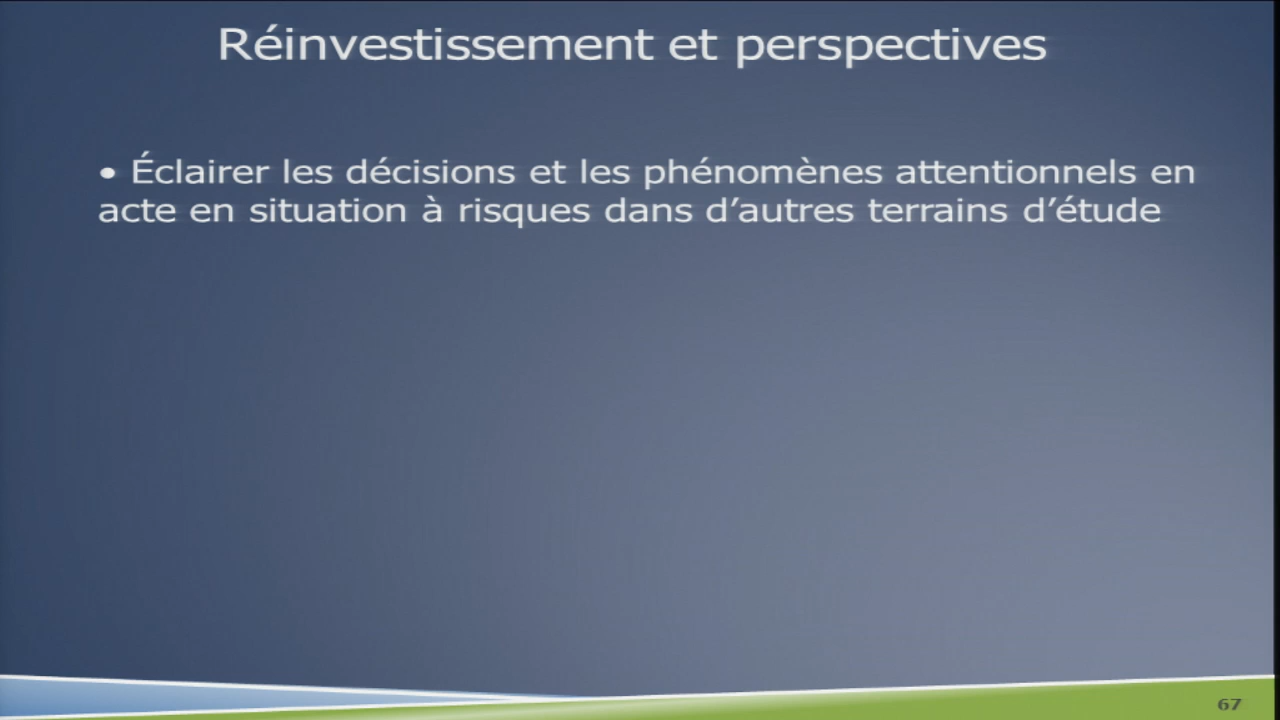 Réinvestissement et perspectives
• Éclairer les décisions et les phénomènes attentionnels en
acte en situation à risques dans d’autres terrains d’étude
67